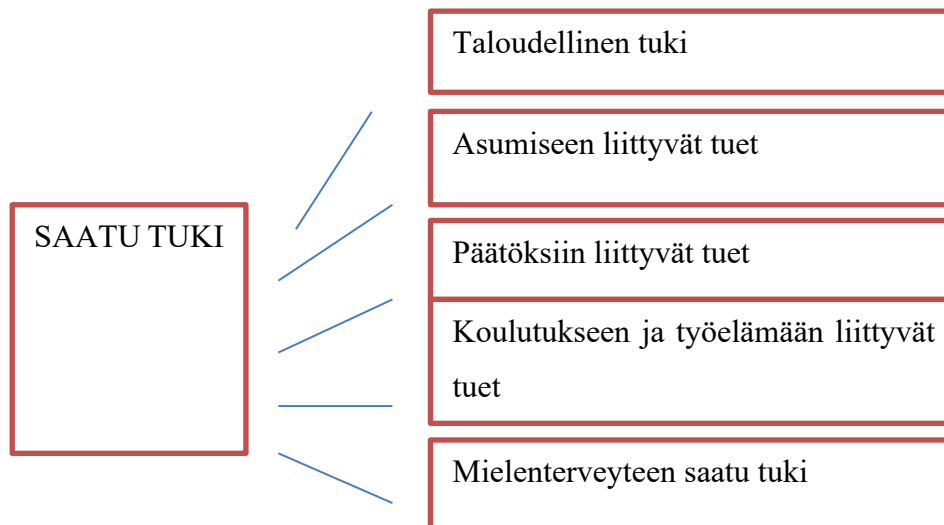 Taloudellinen tuki
Asumiseen liittyvät tuet
SAATU TUKI
Päätöksiin liittyvät tuet
Koulutukseen ja työelämään liittyvät
tuet
Mielenterveyteen saatu tuki